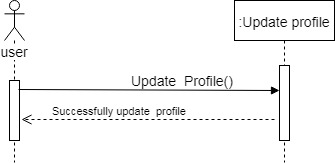 :Update profile
user
Update Profile()
Successfully update profile